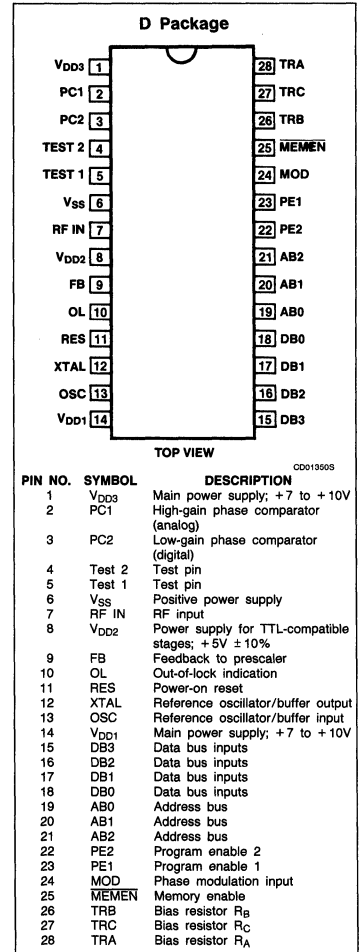 D Package
VDD3 1
PC1 2
PC2 3
TEST 2 4
TEST 1 5
VSS 6
RF IN 7
VDD2 8
FB 9
OL 10
RES 11
XTAL 12
OSC 13
VDD1 14
28 TRA
27 TRC
26 TRB
25 MEMEN
24 MOD
23 PE1
22 PE2
21 AB2
20 AB1
19 AB0
18 DB0
17 DB1
16 DB2
15 DB3
TOP VIEW
CD01350S
PIN NO. SYMBOL DESCRIPTION
1 VDD3 Main power supply; +7 to +10V
2 PC1 High-gain phase comparator
(analog)
3 PC2 Low-gain phase comparator
(digital)
4 Test 2 Test pin
5 Test 1 Test pin
6 VSS Positive power supply
7 RF IN RF input
8 VDD2 Power supply for TTL-compatible
stages; +5V ±10%
9 FB Feedback to prescaler
10 OL Out-of-lock indication
11 RES Power-on reset
12 XTAL Reference oscillator/buffer output
13 OSC Reference oscillator/buffer input
14 VDD1 Main power supply; +7 to +10V
15 DB3 Data bus inputs
16 DB2 Data bus inputs
17 DB1 Data bus inputs
18 DB0 Data bus inputs
19 AB0 Address bus
20 AB1 Address bus
21 AB2 Address bus
22 PE2 Program enable 2
23 PE1 Program enable 1
24 MOD Phase modulation input
25 MEMEN Memory enable
26 TRB Bias resistor RB
27 TRC Bias resistor RC
28 TRA Bias resistor RA